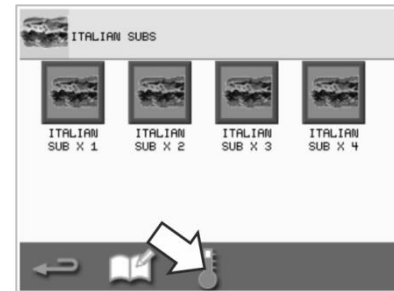 ITALIAN SUBS
ITALIAN SUB X 1
ITALIAN SUB X 2
ITALIAN SUB X 3
ITALIAN SUB X 4